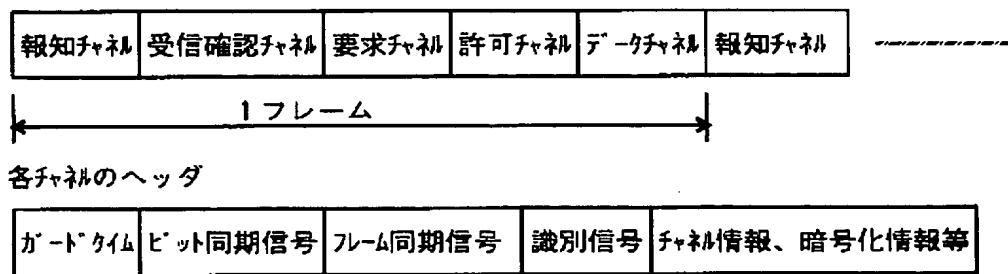 報知ﾁｬﾈﾙ 受信確認ﾁｬﾈﾙ 要求ﾁｬﾈﾙ 許可ﾁｬﾈﾙ ﾃﾞｰﾀﾁｬﾈﾙ 報知ﾁｬﾈﾙ
1フレーム
各ﾁｬﾈﾙのヘッダ
ｶﾞｰﾄﾞﾀｲﾑ ﾋﾞｯﾄ同期信号 ﾌﾚｰﾑ同期信号 識別信号 ﾁｬﾈﾙ情報、暗号化情報等